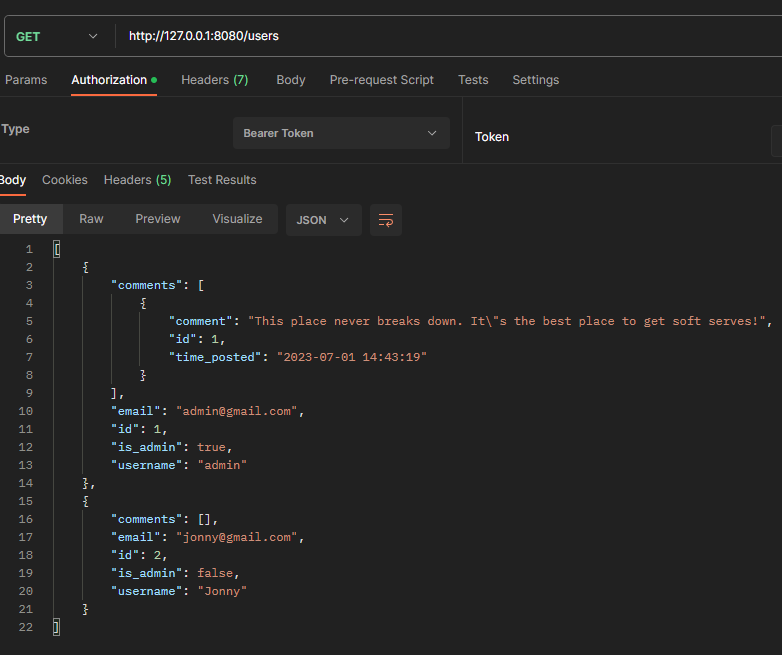 GET http://127.0.0.1:8080/users
Params Authorization Headers (7) Body Pre-request Script Tests Settings
Type Bearer Token Token
Body Cookies Headers (5) Test Results
Pretty Raw Preview Visualize JSON
1 [
2 {
3 "comments": [
4 {
5 "comment": "This place never breaks down. It\"s the best place to get soft serves!",
6 "id": 1,
7 "time_posted": "2023-07-01 14:43:19"
8 }
9 ],
10 "email": "admin@gmail.com",
11 "id": 1,
12 "is_admin": true,
13 "username": "admin"
14 },
15 {
16 "comments": [],
17 "email": "jonny@gmail.com",
18 "id": 2,
19 "is_admin": false,
20 "username": "Jonny"
21 }
22 ]